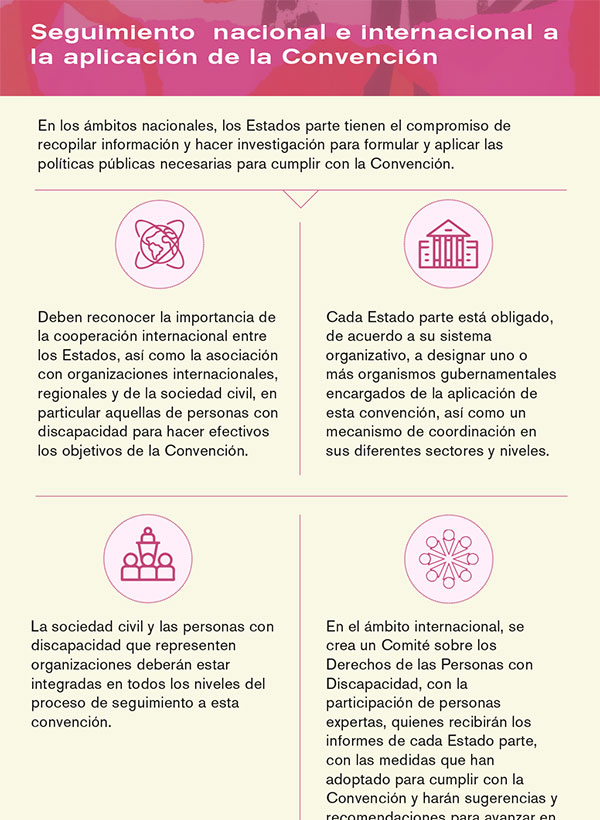 Seguimiento nacional e internacional a
la aplicación de la Convención
En los ámbitos nacionales, los Estados parte tienen el compromiso de
recopilar información y hacer investigación para formular y aplicar las
políticas públicas necesarias para cumplir con la Convención.
Deben reconocer la importancia de
la cooperación internacional entre
los Estados, así como la asociación
con organizaciones internacionales,
regionales y de la sociedad civil, en
particular aquellas de personas con
discapacidad para hacer efectivos
los objetivos de la Convención.
Cada Estado parte está obligado,
de acuerdo a su sistema
organizativo, a designar uno o
más organismos gubernamentales
encargados de la aplicación de
esta convención, así como un
mecanismo de coordinación en
sus diferentes sectores y niveles.
La sociedad civil y las personas con
discapacidad que representen
organizaciones deberán estar
integradas en todos los niveles del
proceso de seguimiento a esta
convención.
En el ámbito internacional, se
crea un Comité sobre los
Derechos de las Personas con
Discapacidad, con la
participación de personas
expertas, quienes recibirán los
informes de cada Estado parte,
con las medidas que han
adoptado para cumplir con la
Convención y harán sugerencias y
recomendaciones para avanzar en